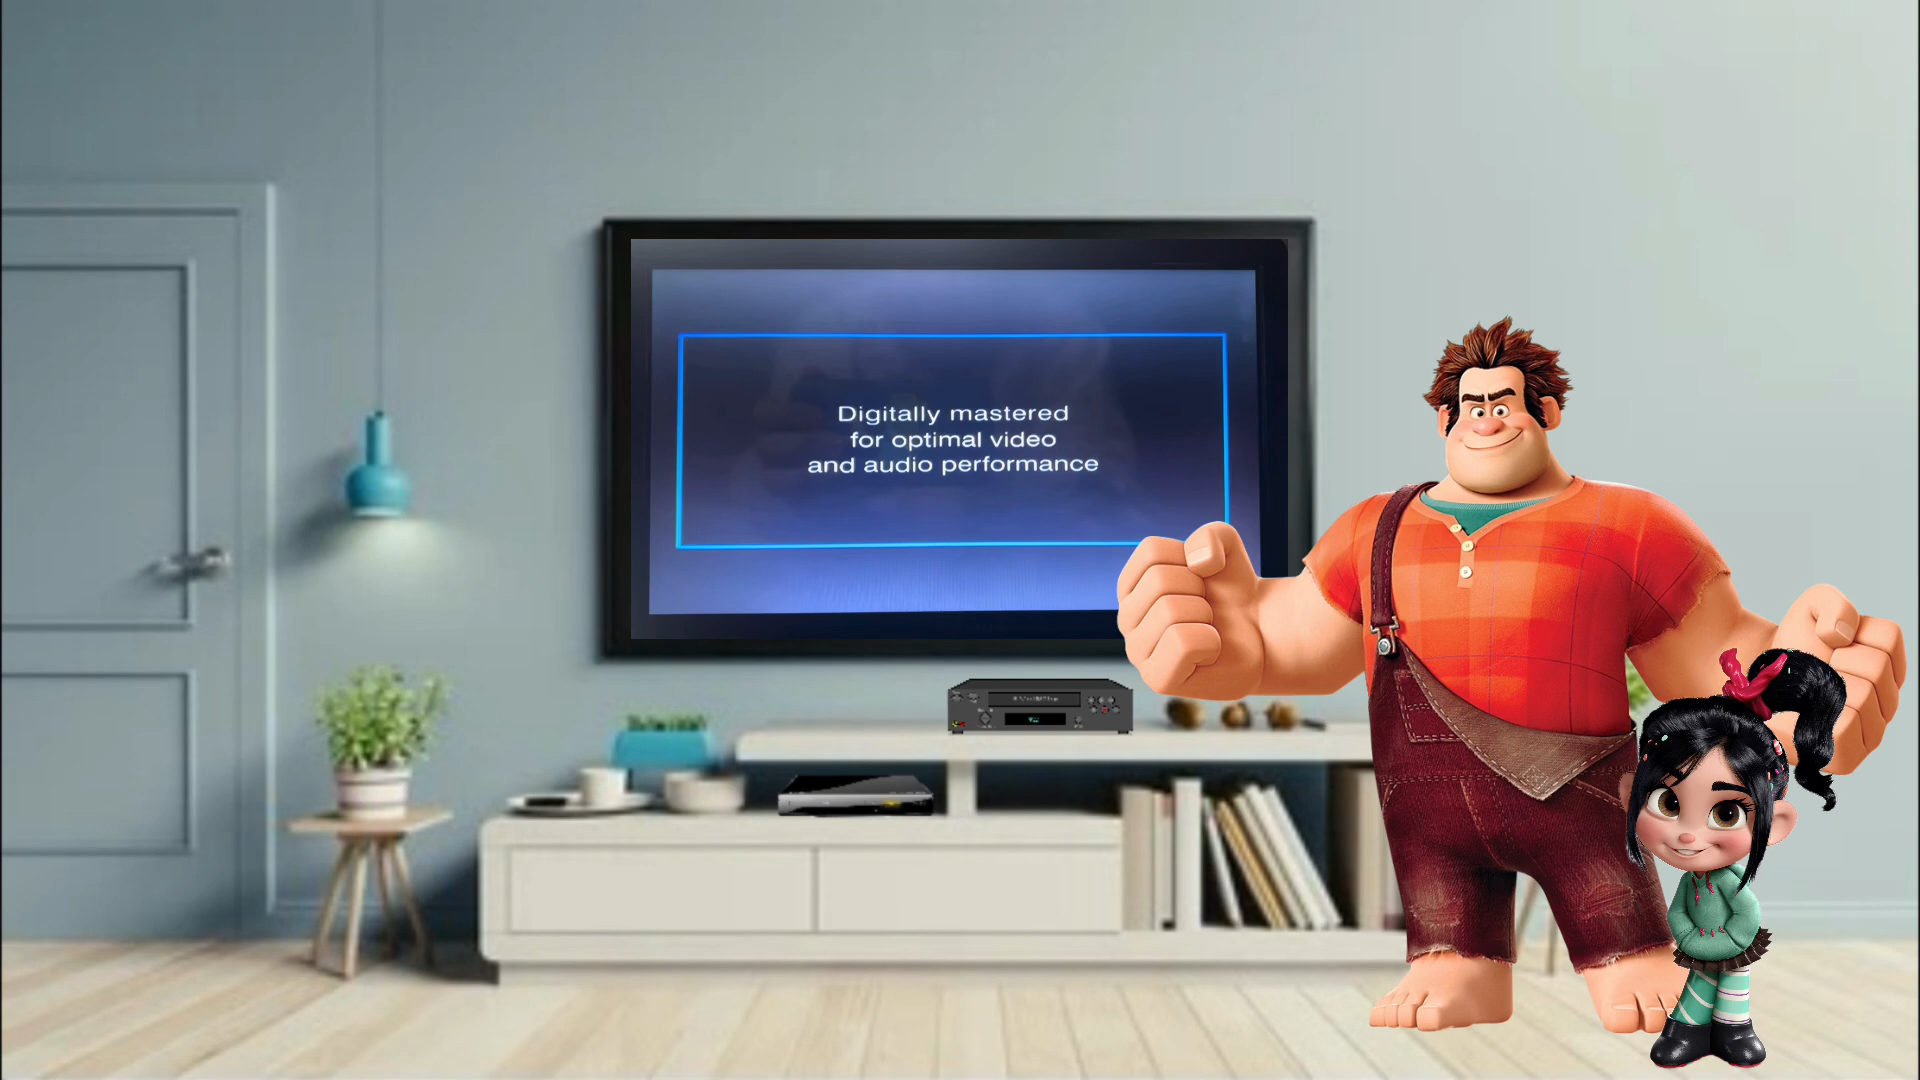 Digitally mastered
for optimal video
and audio performance